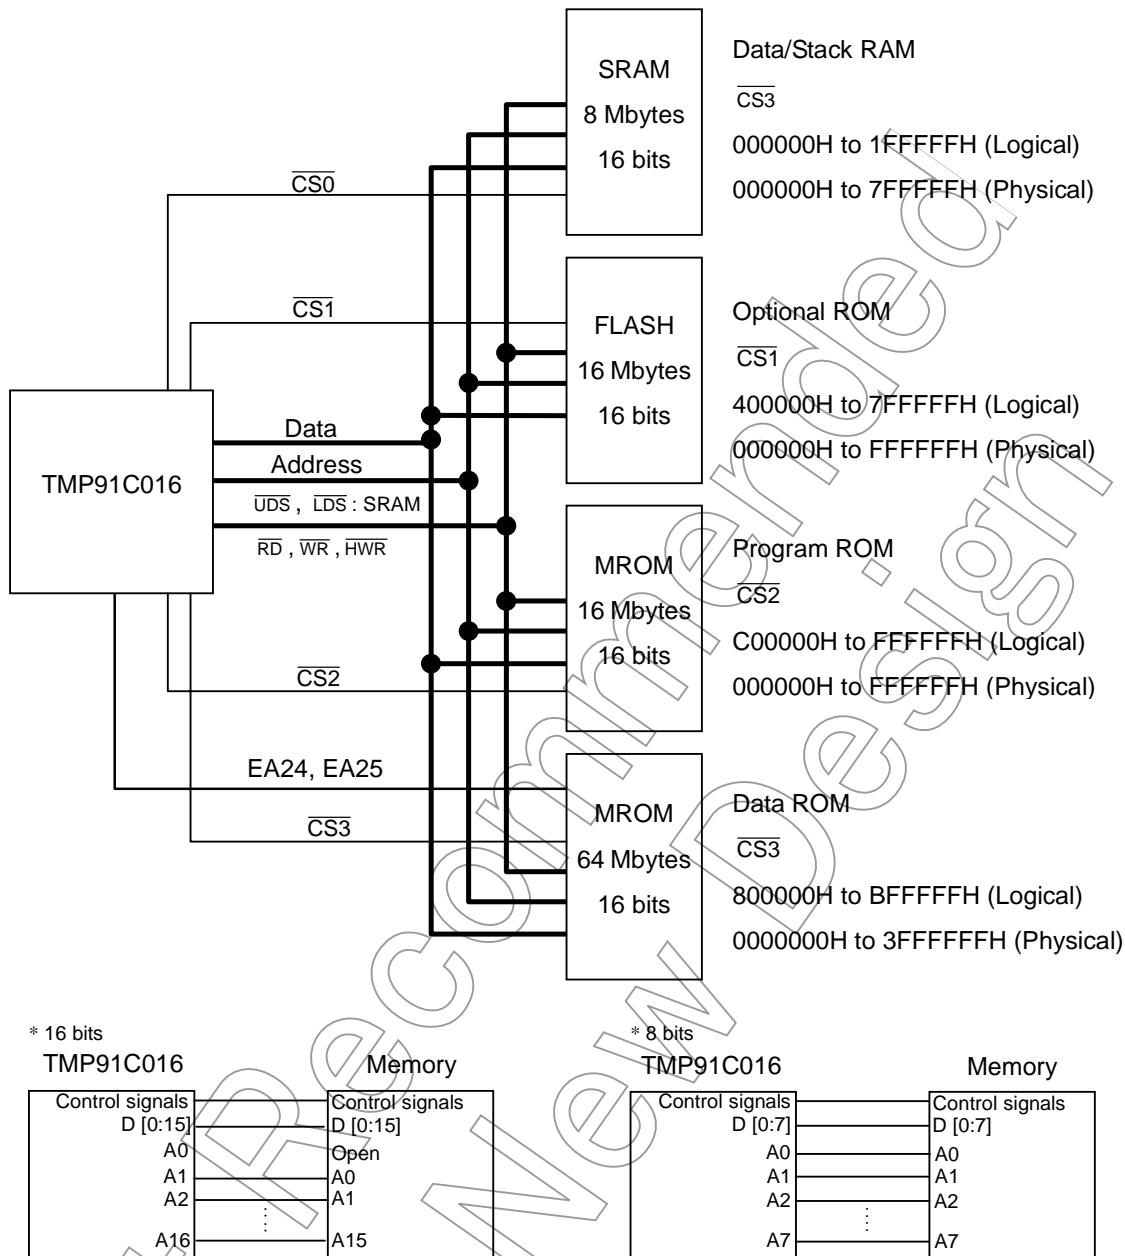 SRAM
8 Mbytes
16 bits
Data/Stack RAM
CS3
000000H to 1FFFFFH (Logical)
000000H to 7FFFFFH (Physical)
CS0
FLASH
16 Mbytes
16 bits
Optional ROM
CS1
400000H to 7FFFFFH (Logical)
000000H to FFFFFFH (Physical)
CS1
TMP91C016
Data
Address
UDS , LDS : SRAM
RD , WR , HWR
MROM
16 Mbytes
16 bits
Program ROM
CS2
C00000H to FFFFFFH (Logical)
000000H to FFFFFFH (Physical)
CS2
EA24, EA25
CS3
MROM
64 Mbytes
16 bits
Data ROM
CS3
800000H to BFFFFFH (Logical)
0000000H to 3FFFFFFH (Physical)
* 16 bits
TMP91C016 Memory
Control signals Control signals
D [0:15] D [0:15]
A0 Open
A1 A0
A2 A1
A16 A15
* 8 bits
TMP91C016 Memory
Control signals Control signals
D [0:7] D [0:7]
A0 A0
A1 A1
A2 A2
A7 A7
Recommended
New Design